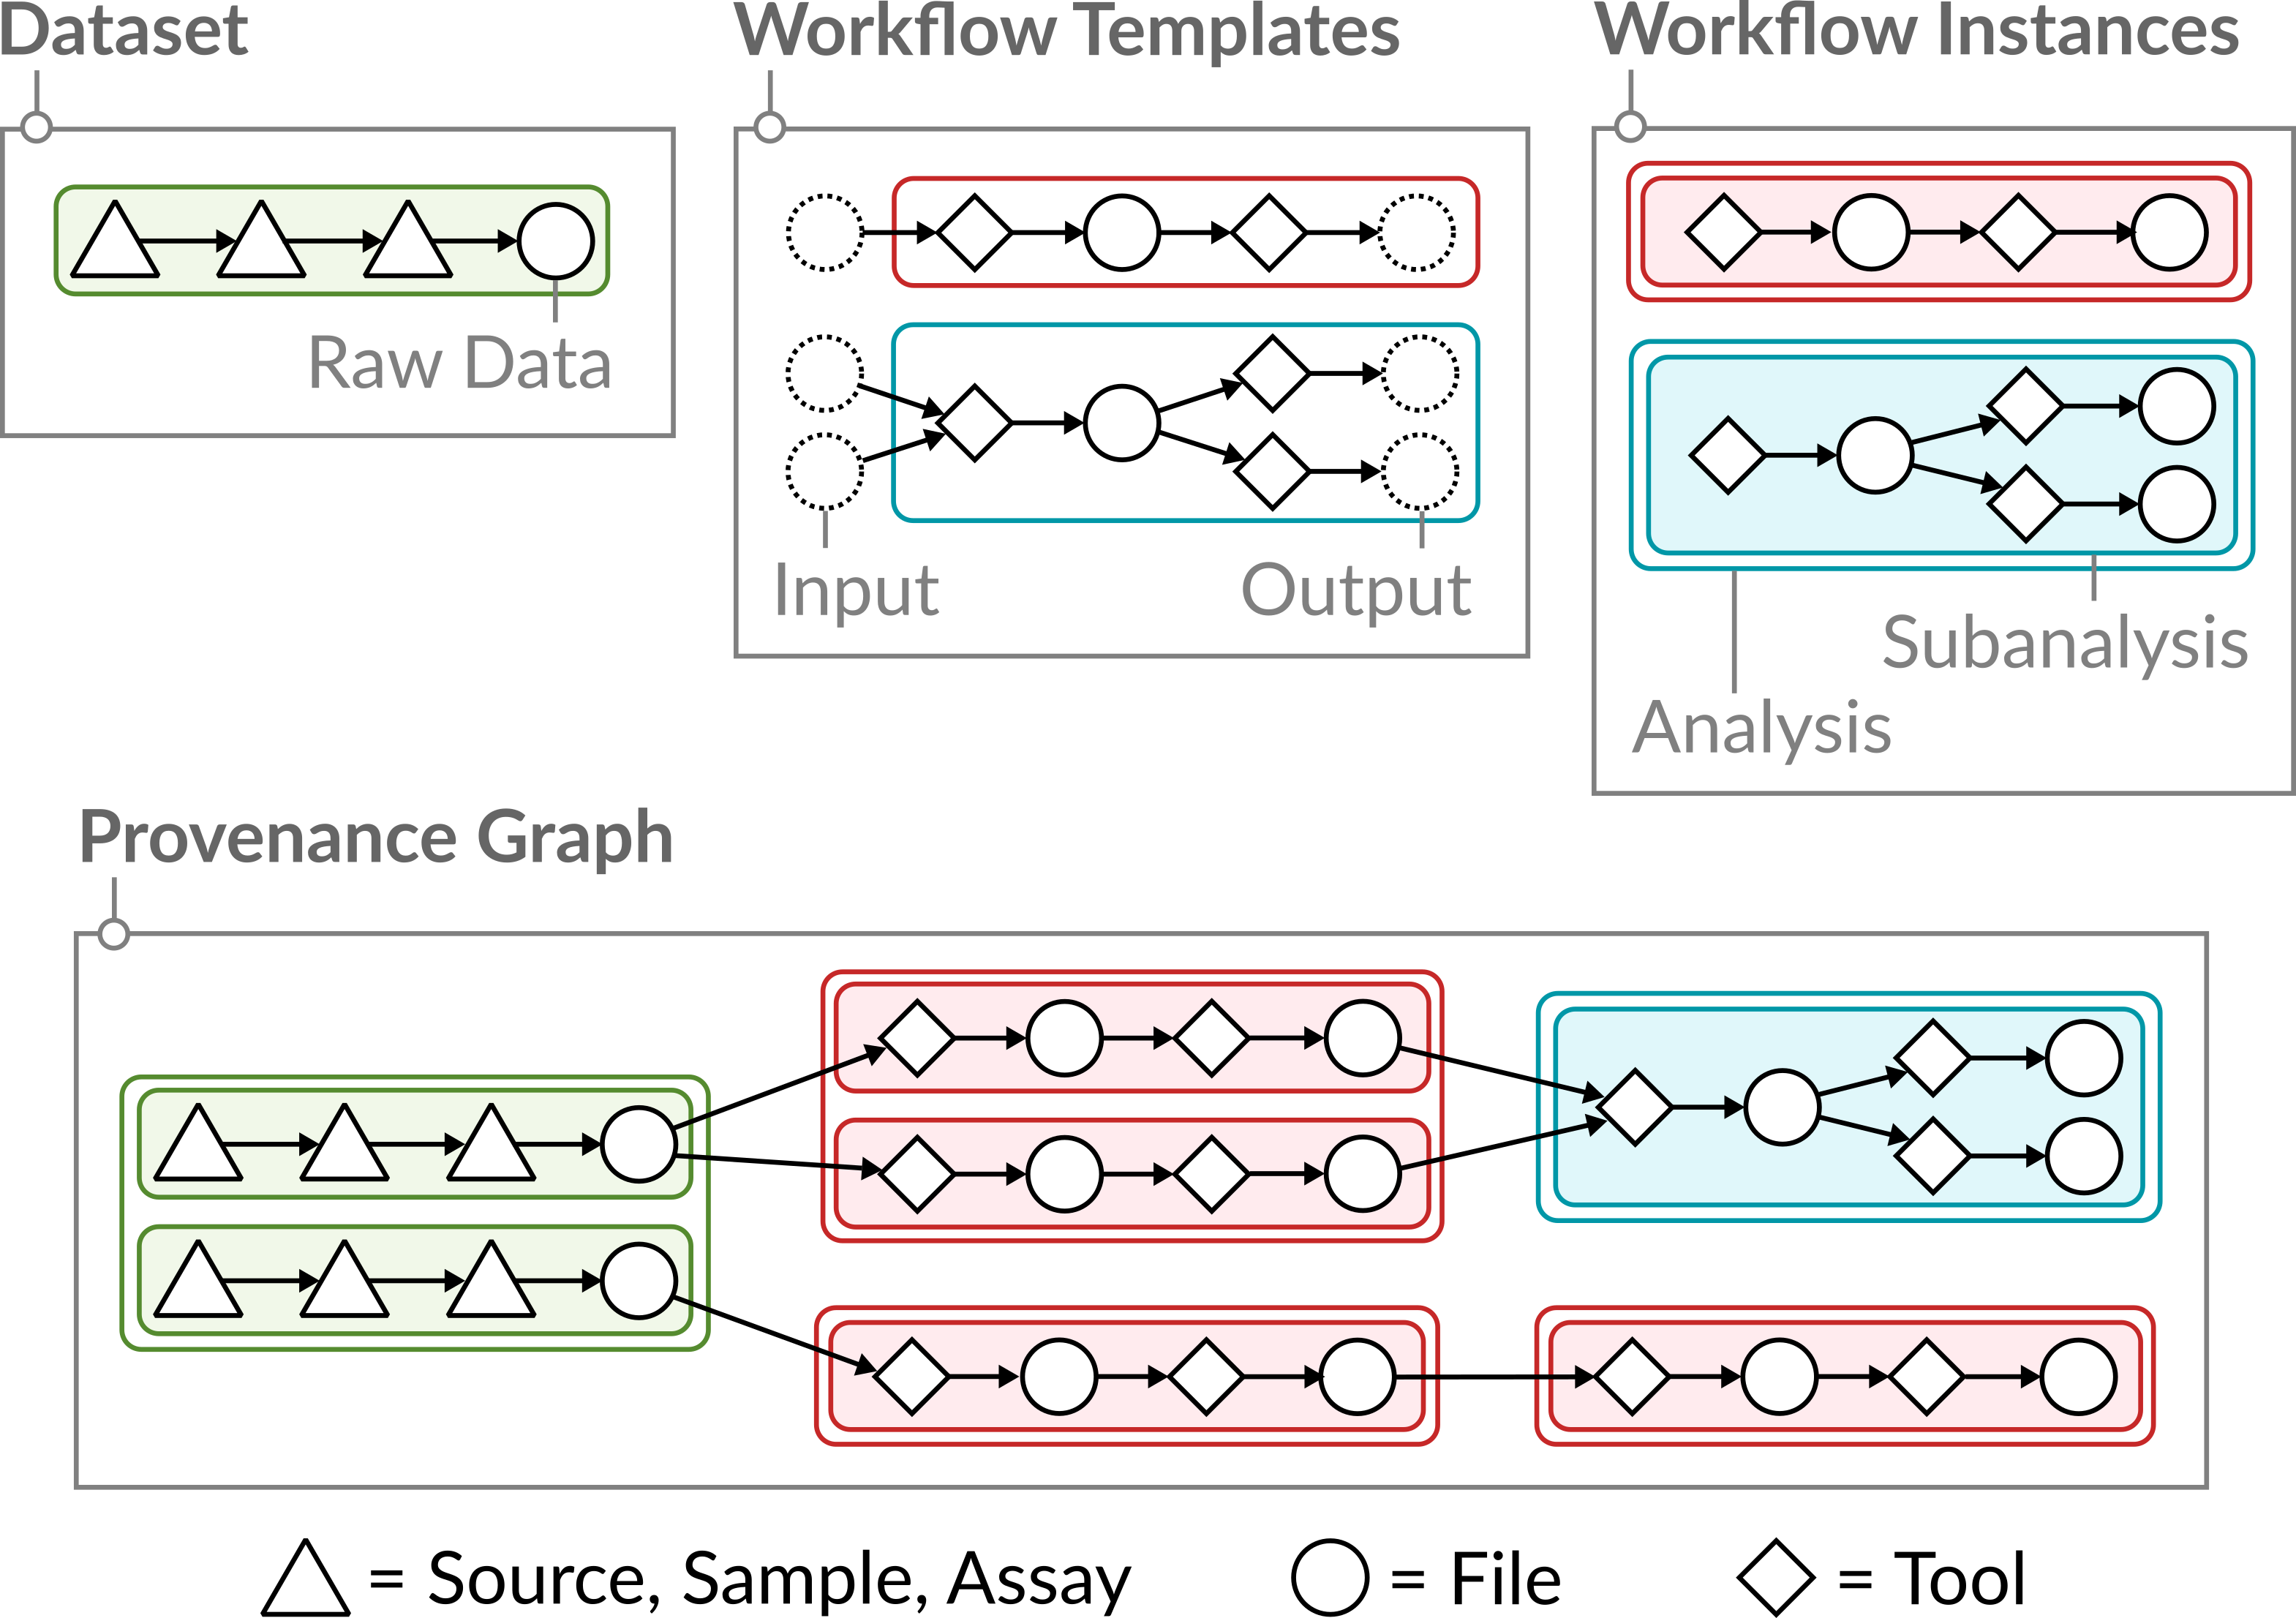 Dataset
Workflow Templates
Workflow Instances
Raw Data
Input
Output
Subanalysis
Analysis
Provenance Graph
= Source, Sample, Assay
= File
= Tool